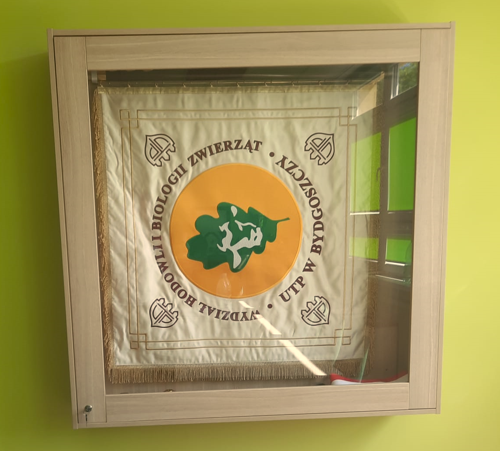 WYDZIAŁ HODOWLI I BIOLOGII ZWIERZĄT •
UTP W BYDGOSZCZY •